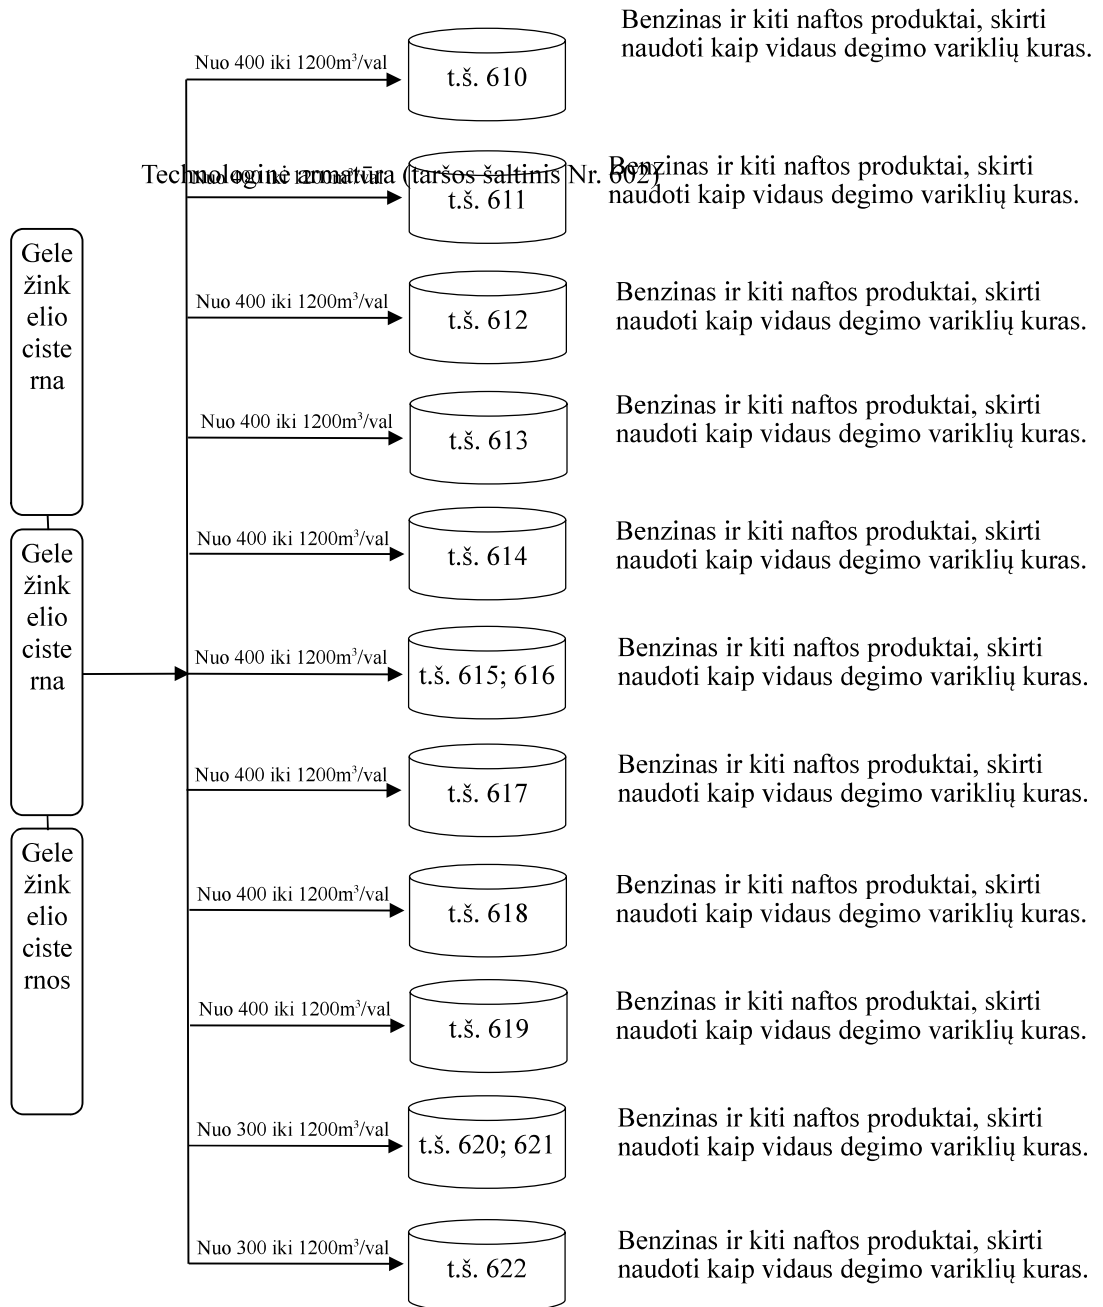 Benzinas ir kiti naftos produktai, skirti
naudoti kaip vidaus degimo variklių kuras.
Nuo 400 iki 1200m³/val
t.š. 610
Technologinė armatūra (taršos šaltinis Nr. 602)
Nuo 400 iki 1200m³/val
t.š. 611
Benzinas ir kiti naftos produktai, skirti
naudoti kaip vidaus degimo variklių kuras.
Gele
žink
elio
ciste
rna
Nuo 400 iki 1200m³/val
t.š. 612
Benzinas ir kiti naftos produktai, skirti
naudoti kaip vidaus degimo variklių kuras.
Nuo 400 iki 1200m³/val
t.š. 613
Benzinas ir kiti naftos produktai, skirti
naudoti kaip vidaus degimo variklių kuras.
Gele
žink
elio
ciste
rna
Nuo 400 iki 1200m³/val
t.š. 614
Benzinas ir kiti naftos produktai, skirti
naudoti kaip vidaus degimo variklių kuras.
Nuo 400 iki 1200m³/val
t.š. 615; 616
Benzinas ir kiti naftos produktai, skirti
naudoti kaip vidaus degimo variklių kuras.
Nuo 400 iki 1200m³/val
t.š. 617
Benzinas ir kiti naftos produktai, skirti
naudoti kaip vidaus degimo variklių kuras.
Gele
žink
elio
ciste
rnos
Nuo 400 iki 1200m³/val
t.š. 618
Benzinas ir kiti naftos produktai, skirti
naudoti kaip vidaus degimo variklių kuras.
Nuo 400 iki 1200m³/val
t.š. 619
Benzinas ir kiti naftos produktai, skirti
naudoti kaip vidaus degimo variklių kuras.
Nuo 300 iki 1200m³/val
t.š. 620; 621
Benzinas ir kiti naftos produktai, skirti
naudoti kaip vidaus degimo variklių kuras.
Nuo 300 iki 1200m³/val
t.š. 622
Benzinas ir kiti naftos produktai, skirti
naudoti kaip vidaus degimo variklių kuras.